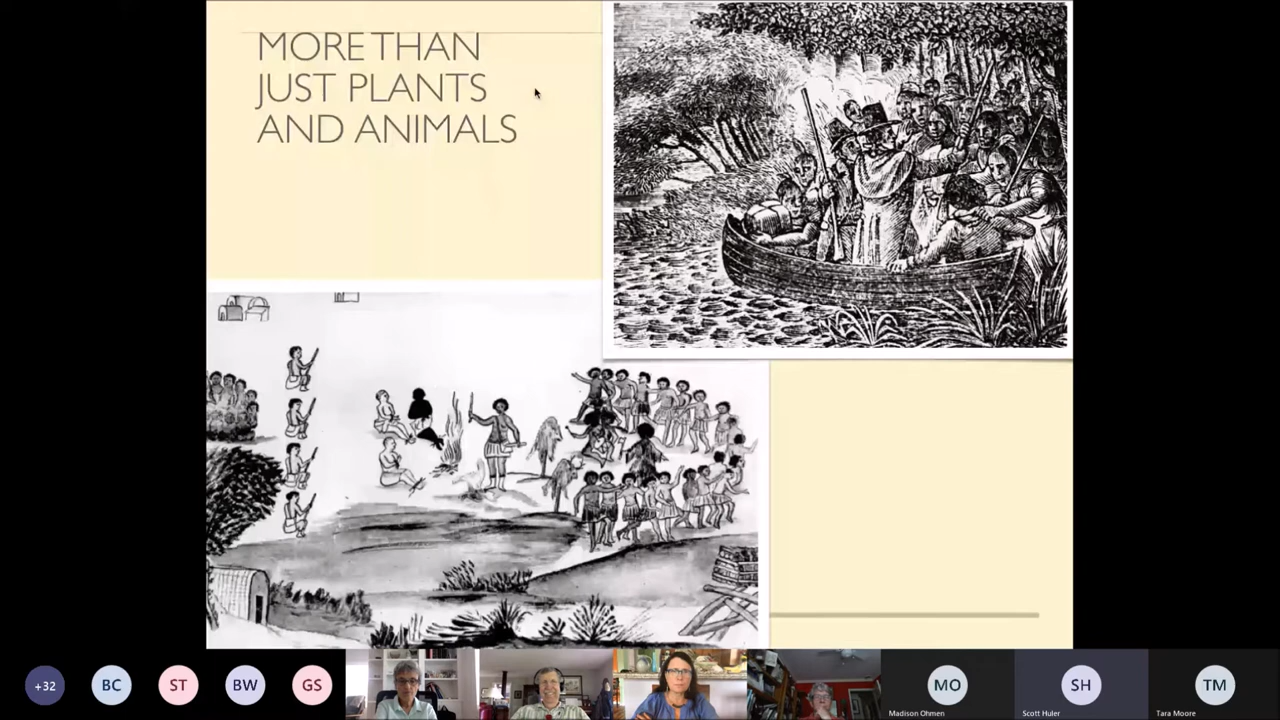 MORE THAN
JUST PLANTS
AND ANIMALS
+32
BC
ST
BW
GS
MO
Madison Ohmen
SH
Scott Huler
TM
Tara Moore